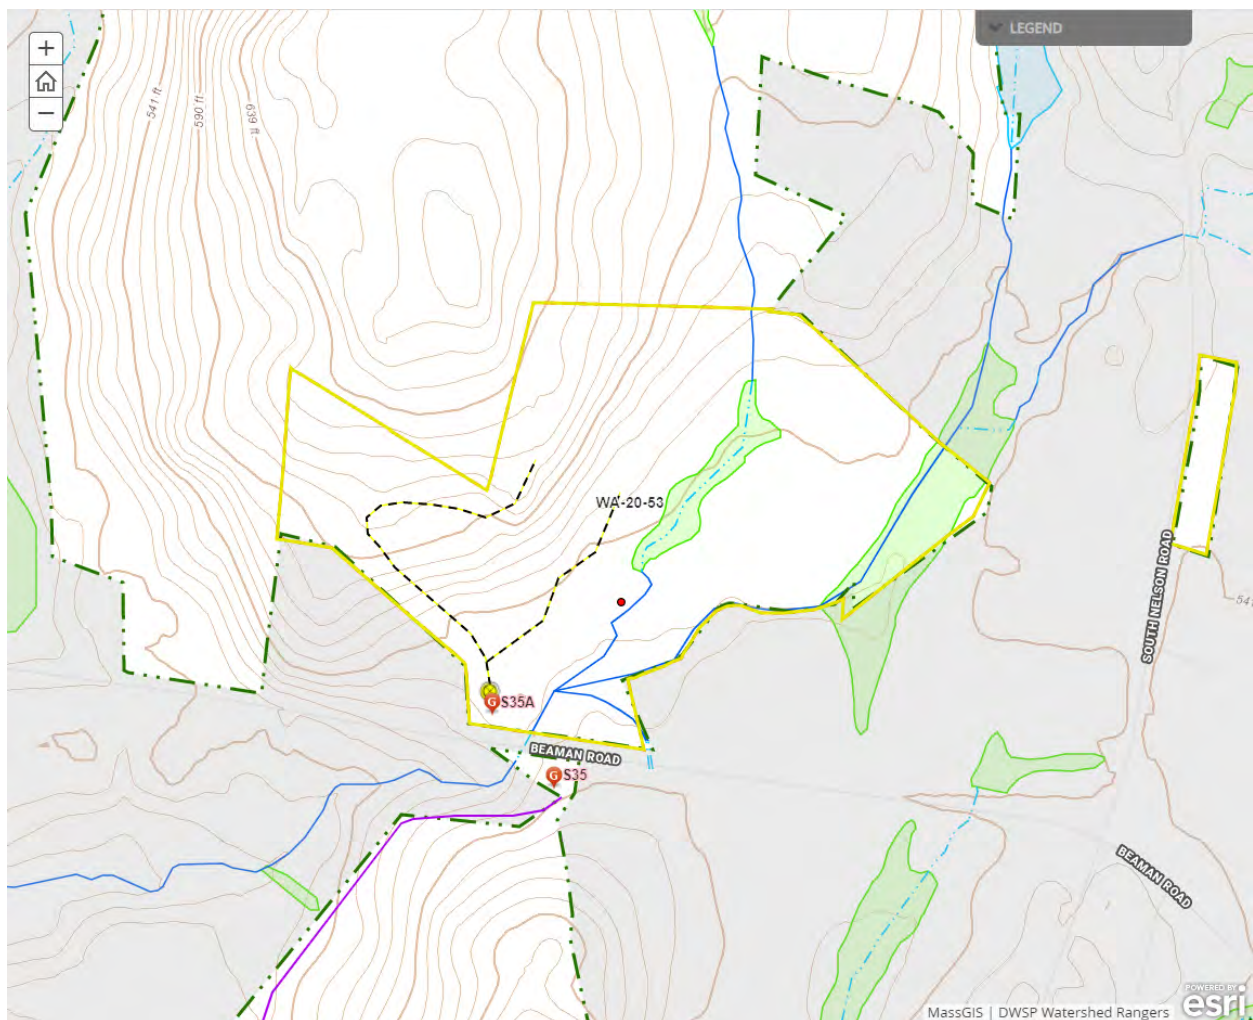 LEGEND
+
−
541 ft
590 ft
639 ft
WA-20-53
G S35A
BEAMAN ROAD
G S35
SOUTH NELSON ROAD
BEAMAN ROAD
MassGIS | DWSP Watershed Rangers
POWERED BY
esri